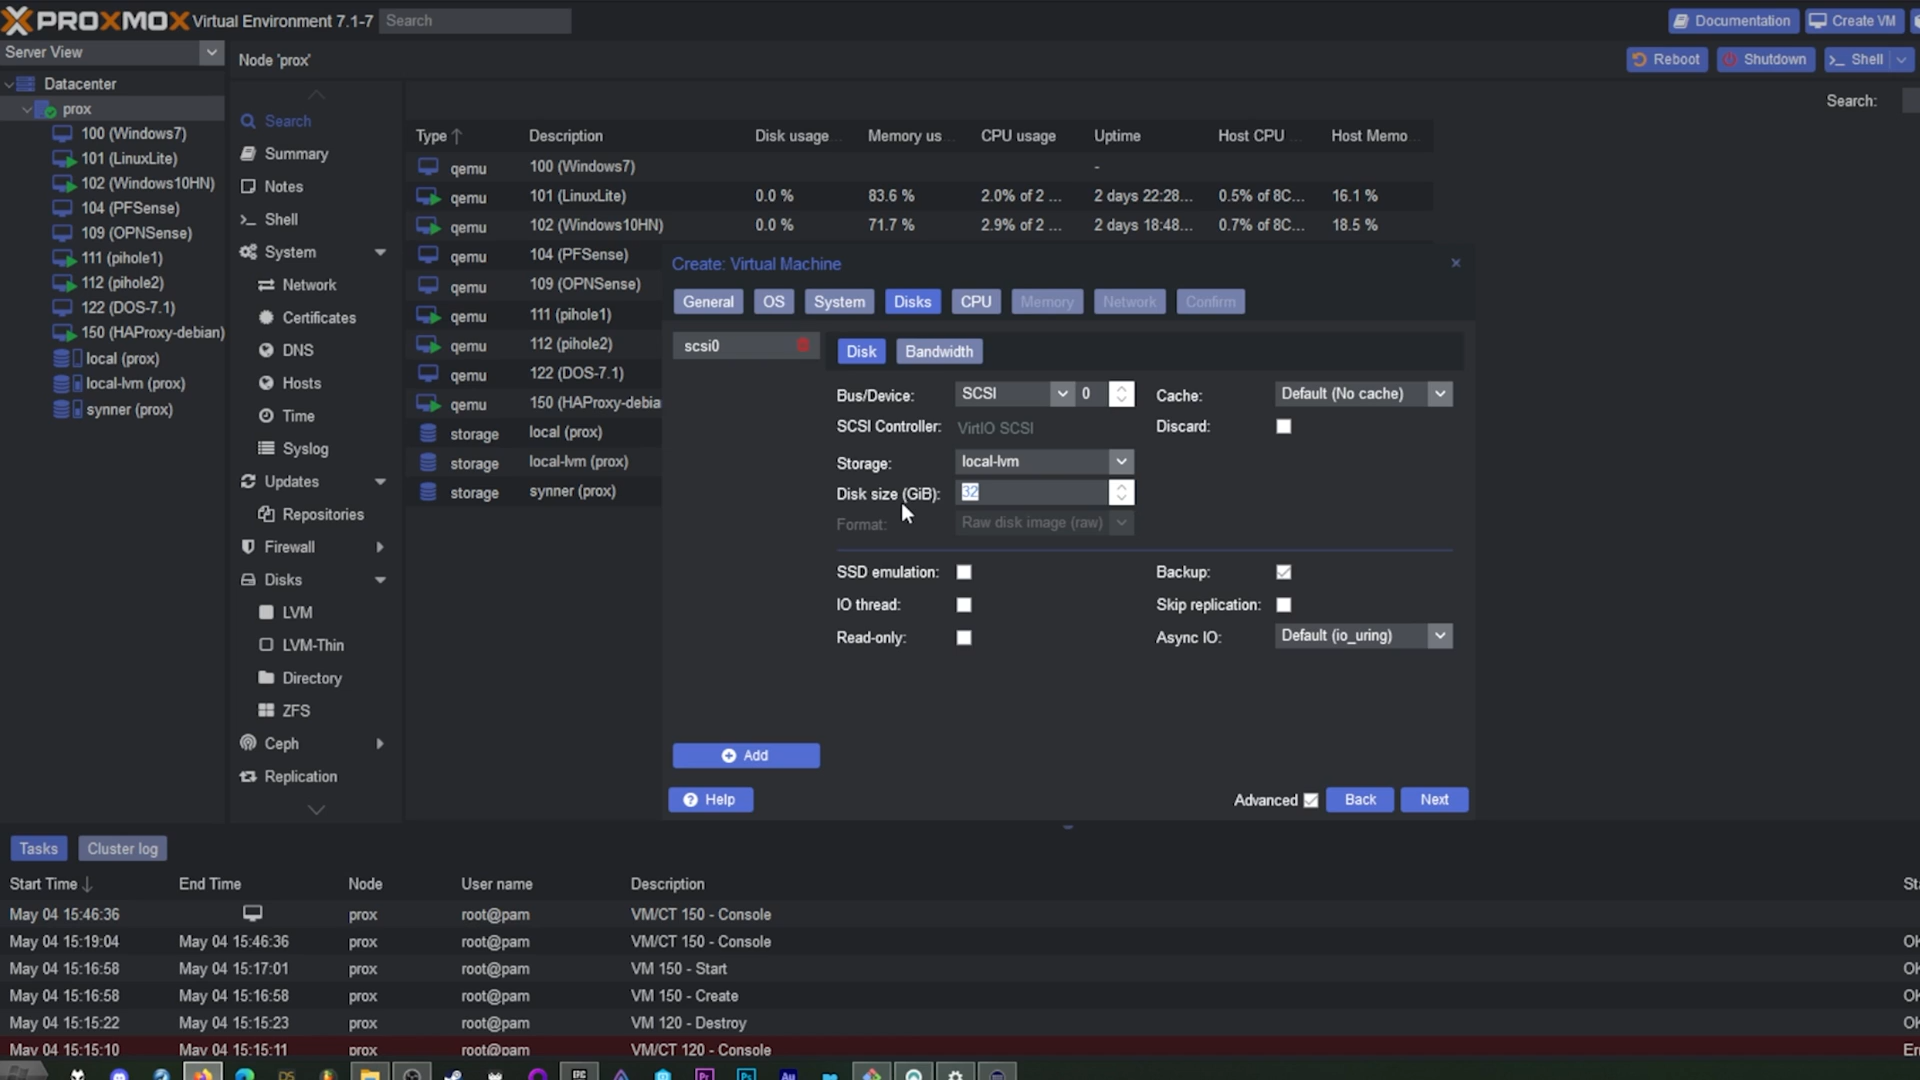 PROXMOX Virtual Environment 7.1-7 Search Documentation Create VM
Server View
Node 'prox' Reboot Shutdown Shell
Datacenter
prox
100 (Windows7)
101 (LinuxLite)
102 (Windows10HN)
104 (PFSense)
109 (OPNSense)
111 (pihole1)
112 (pihole2)
122 (DOS-7.1)
150 (HAProxy-debian)
local (prox)
local-lvm (prox)
synner (prox)
Search
Summary
Notes
Shell
System
Network
Certificates
DNS
Hosts
Time
Syslog
Updates
Repositories
Firewall
Disks
LVM
LVM-Thin
Directory
ZFS
Ceph
Replication
Search:
Type Description Disk usage... Memory us... CPU usage Uptime Host CPU ... Host Memo...
qemu 100 (Windows7) -
qemu 101 (LinuxLite) 0.0 % 83.6 % 2.0% of 2 ... 2 days 22:28... 0.5% of 8C... 16.1 %
qemu 102 (Windows10HN) 0.0 % 71.7 % 2.9% of 2 ... 2 days 18:48... 0.7% of 8C... 18.5 %
qemu 104 (PFSense)
qemu 109 (OPNSense)
qemu 111 (pihole1)
qemu 112 (pihole2)
qemu 122 (DOS-7.1)
qemu 150 (HAProxy-debia
storage local (prox)
storage local-lvm (prox)
storage synner (prox)
Create: Virtual Machine
General OS System Disks CPU Memory Network Confirm
scsi0
Disk Bandwidth
Bus/Device: SCSI 0 Cache: Default (No cache)
SCSI Controller: VirtIO SCSI Discard:
Storage: local-lvm
Disk size (GiB): 32
Format: Raw disk image (raw)
SSD emulation: Backup:
IO thread: Skip replication:
Read-only: Async IO: Default (io_uring)
Add
Help Advanced Back Next
Tasks Cluster log
Start Time End Time Node User name Description
May 04 15:46:36 prox root@pam VM/CT 150 - Console
May 04 15:19:04 May 04 15:46:36 prox root@pam VM/CT 150 - Console
May 04 15:16:58 May 04 15:17:01 prox root@pam VM 150 - Start
May 04 15:16:58 May 04 15:16:58 prox root@pam VM 150 - Create
May 04 15:15:22 May 04 15:15:23 prox root@pam VM 120 - Destroy
May 04 15:15:10 May 04 15:15:11 prox root@pam VM/CT 120 - Console
DS EPIC Pr Ps Au